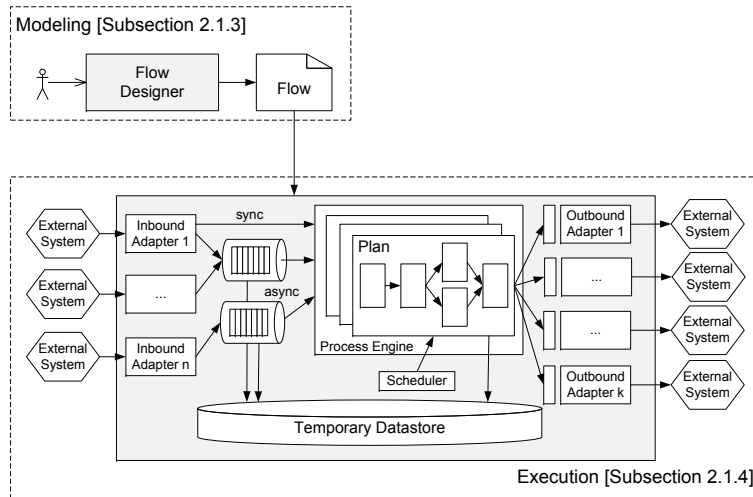 Modeling [Subsection 2.1.3]
Flow
Designer
Flow
External
System
Inbound
Adapter 1
sync
Outbound
Adapter 1
External
System
Plan
External
System
...
...
External
System
async
...
External
System
External
System
Inbound
Adapter n
Process Engine
Scheduler
Outbound
Adapter k
External
System
Temporary Datastore
Execution [Subsection 2.1.4]